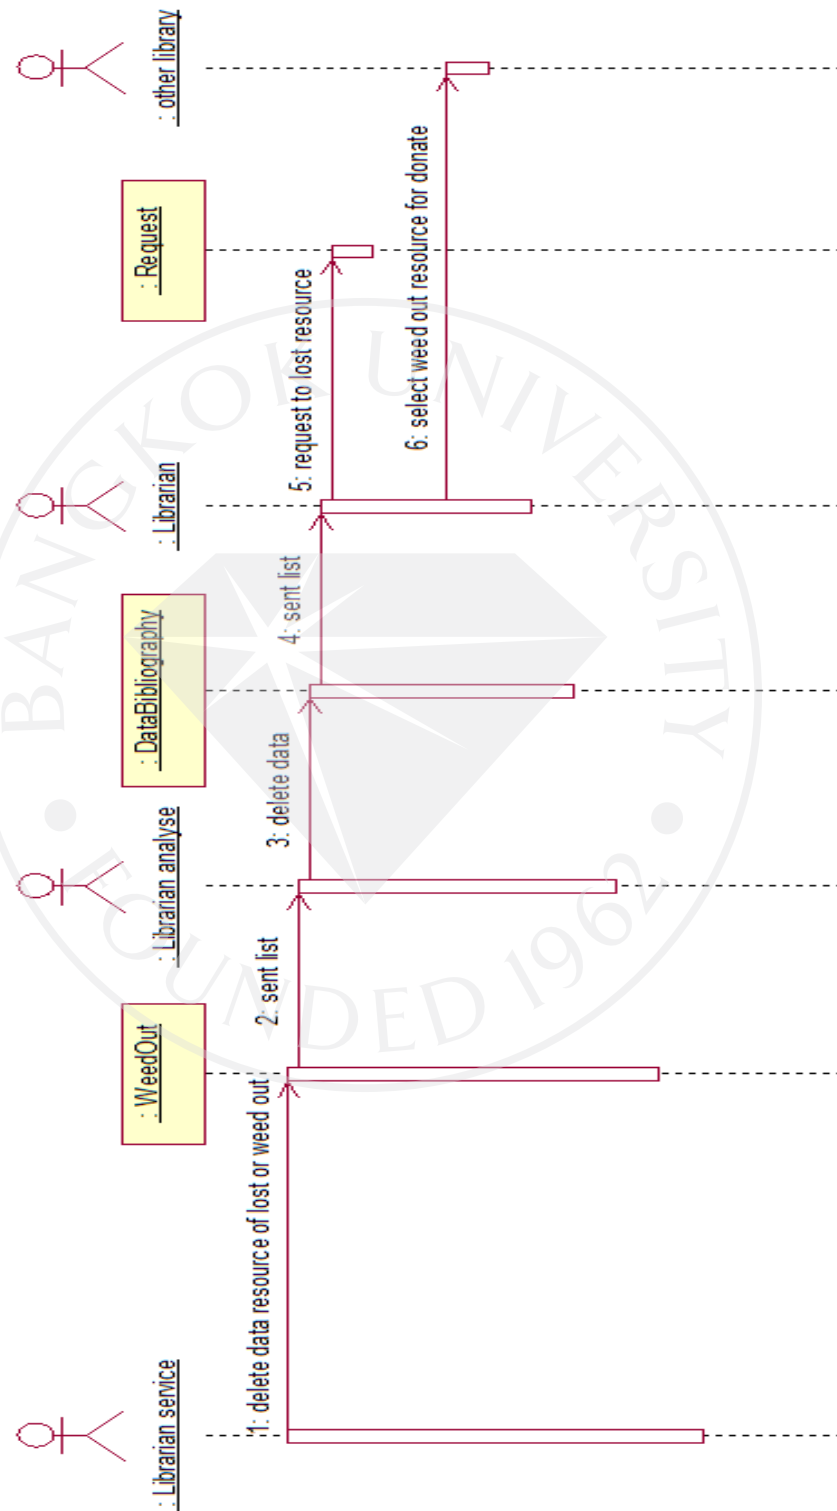 : Librarian service
: WeedOut
: Librarian analyse
: DataBibliography
: Librarian
: Request
: other library
1: delete data resource of lost or weed out
2: sent list
3: delete data
4: sent list
5: request to lost resource
6: select weed out resource for donate
BANGKOK UNIVERSITY
FOUNDED 1962